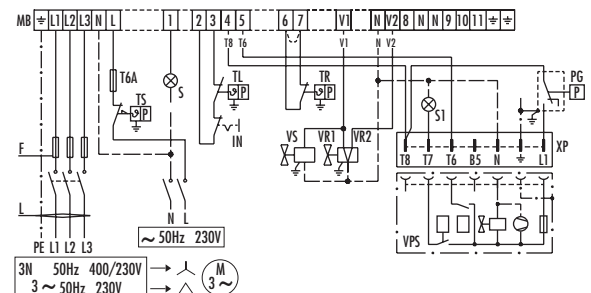 MB ⏚ L1 L2 L3 N L 1 2 3 4 5 6 7 V1 N V2 8 N N 9 10 11 ⏚ ⏚
T8 T6 V1 N V2
T6A
TS
P
S
TL
P
IN
TR
P
S1
PG
P
VS VR1 VR2
F
XP
T8 T7 T6 B5 N ⏚ L1
L
N L
PE L1 L2 L3
~ 50Hz 230V
VPS
3N 50Hz 400/230V
3 ~ 50Hz 230V
M
3 ~